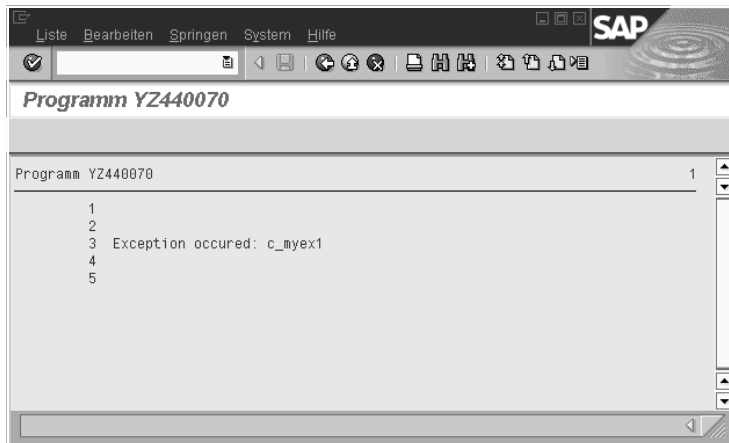 Liste Bearbeiten Springen System Hilfe
SAP
Programm YZ440070
Programm YZ440070 1
1
2
3 Exception occured: c_myex1
4
5